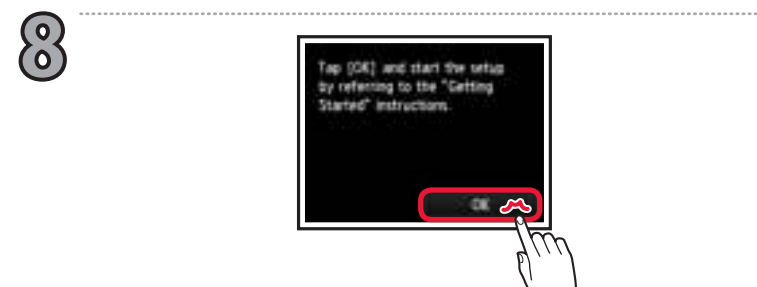 8
Tap [OK] and start the setup
by referring to the "Getting
Started" instructions.
OK